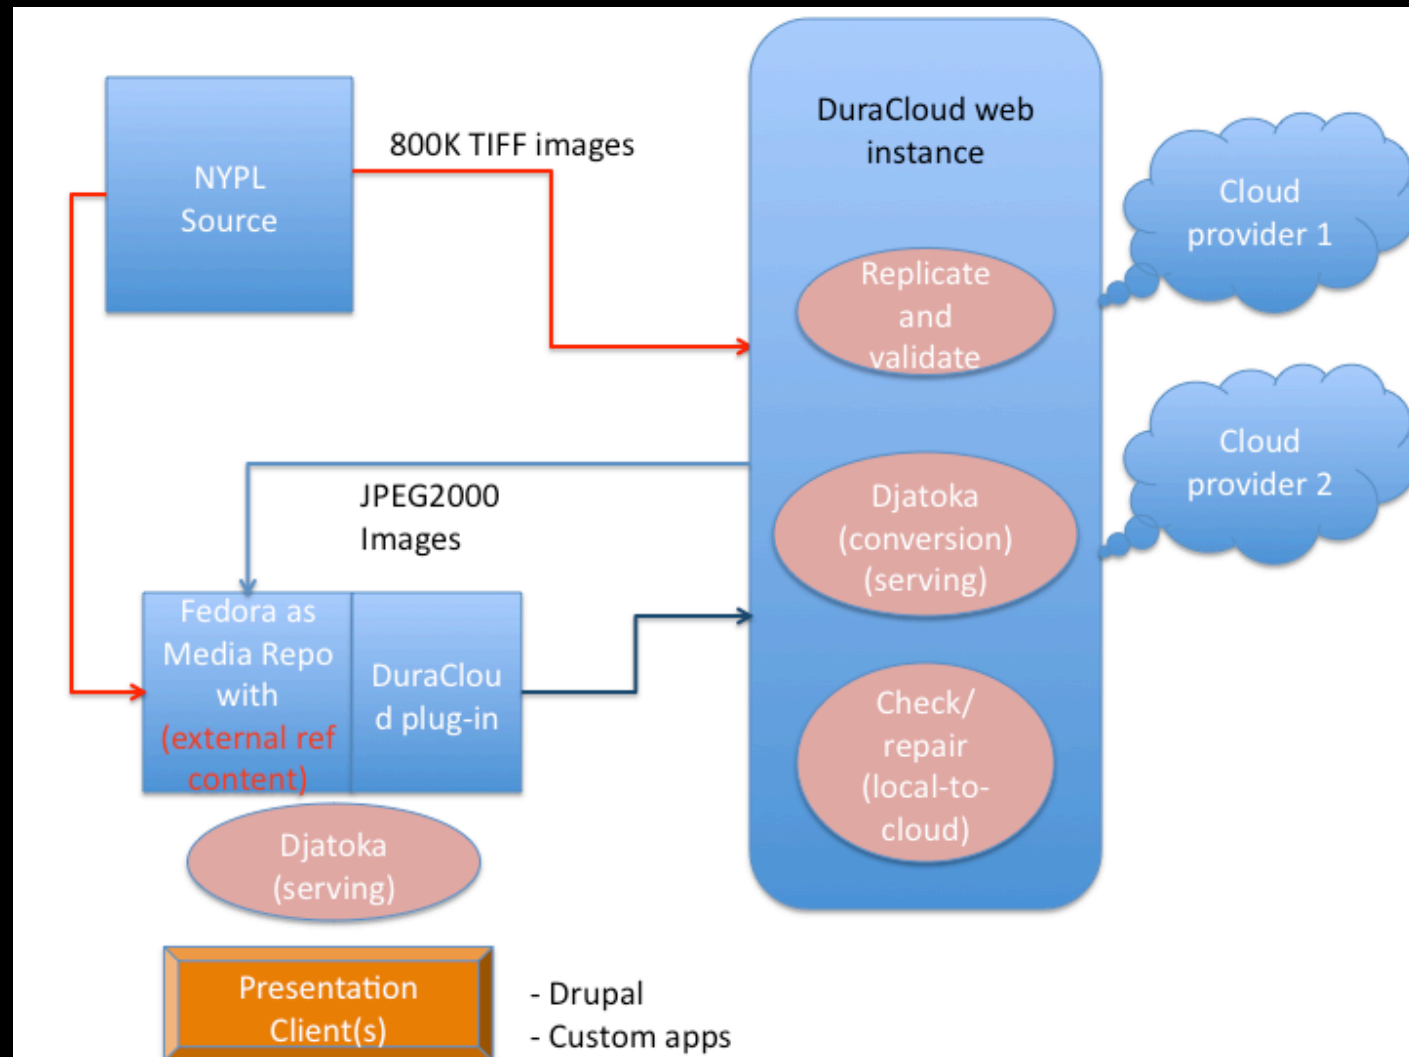 NYPL
Source
800K TIFF images
DuraCloud web
instance
Replicate
and
validate
Djatoka
(conversion)
(serving)
Check/
repair
(local-to-
cloud)
Cloud
provider 1
Cloud
provider 2
JPEG2000
Images
Fedora as
Media Repo
with
(external ref
content)
DuraClou
d plug-in
Djatoka
(serving)
Presentation
Client(s)
- Drupal
- Custom apps